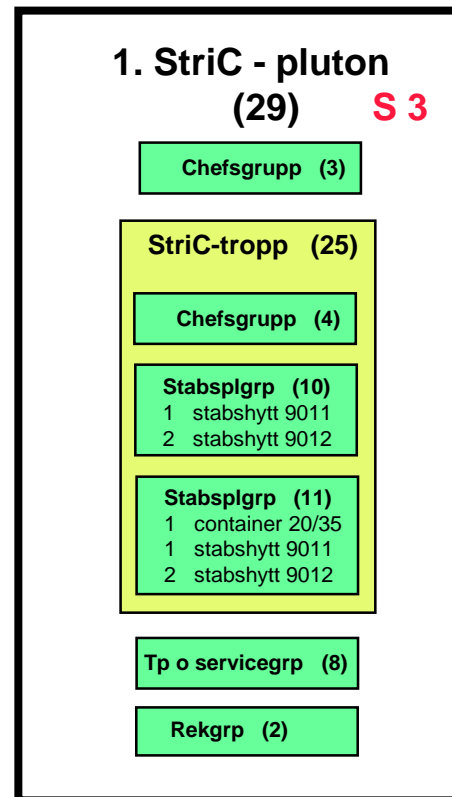 1. StriC - pluton
(29) S 3
Chefsgrupp (3)
StriC-tropp (25)
Chefsgrupp (4)
Stabsplgrp (10)
1 stabshytt 9011
2 stabshytt 9012
Stabsplgrp (11)
1 container 20/35
1 stabshytt 9011
2 stabshytt 9012
Tp o servicegrp (8)
Rekgrp (2)